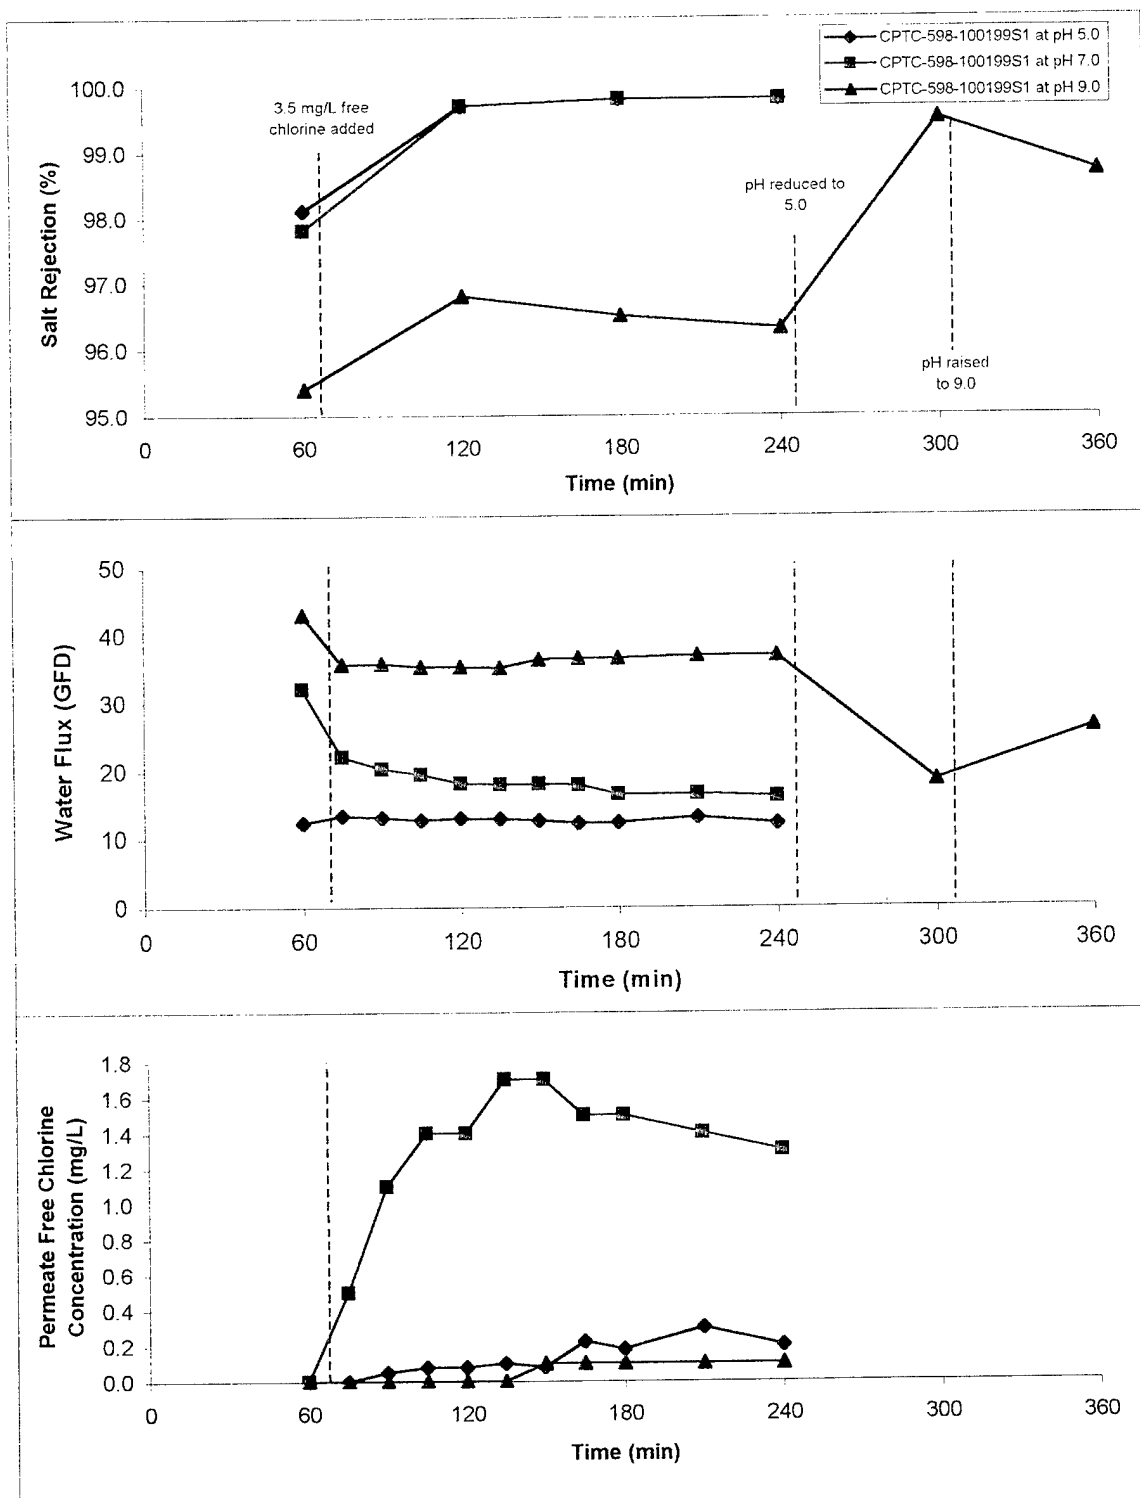 CPTC-598-100199S1 at pH 5.0
CPTC-598-100199S1 at pH 7.0
CPTC-598-100199S1 at pH 9.0
100.0
99.0
98.0
97.0
96.0
95.0
Salt Rejection (%)
3.5 mg/L free
chlorine added
pH reduced to
5.0
pH raised
to 9.0
0 60 120 180 240 300 360
Time (min)
50
40
30
20
10
0
Water Flux (GFD)
0 60 120 180 240 300 360
Time (min)
1.8
1.6
1.4
1.2
1.0
0.8
0.6
0.4
0.2
0.0
Permeate Free Chlorine
Concentration (mg/L)
0 60 120 180 240 300 360
Time (min)